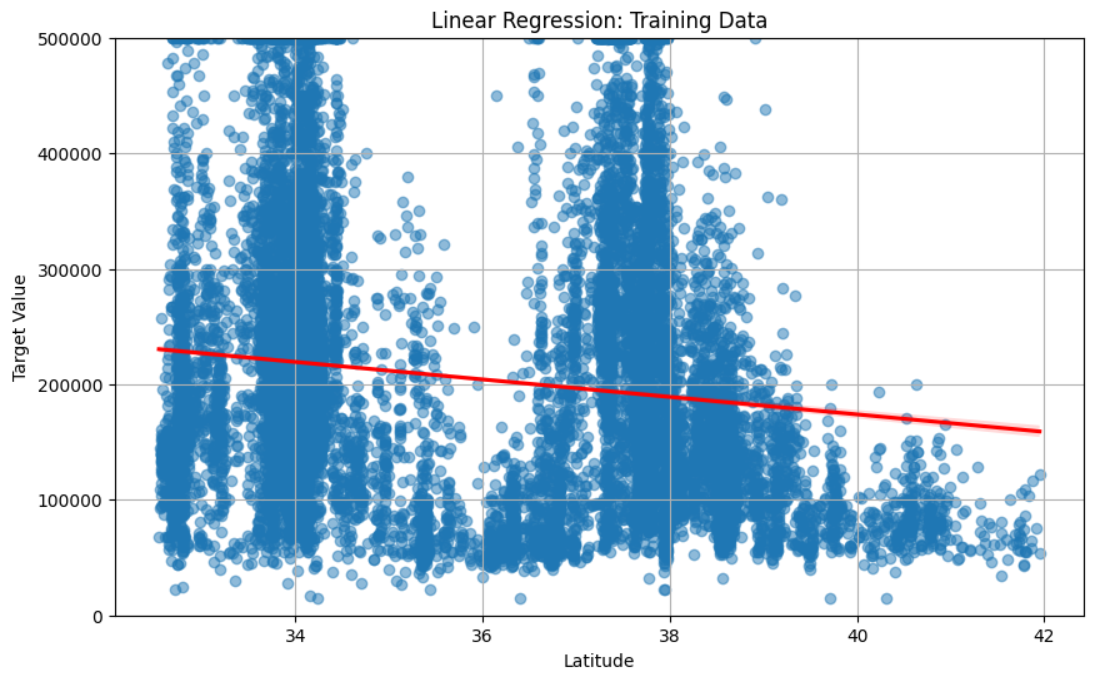 Linear Regression: Training Data
500000
400000
300000
200000
100000
0
Target Value
34 36 38 40 42
Latitude